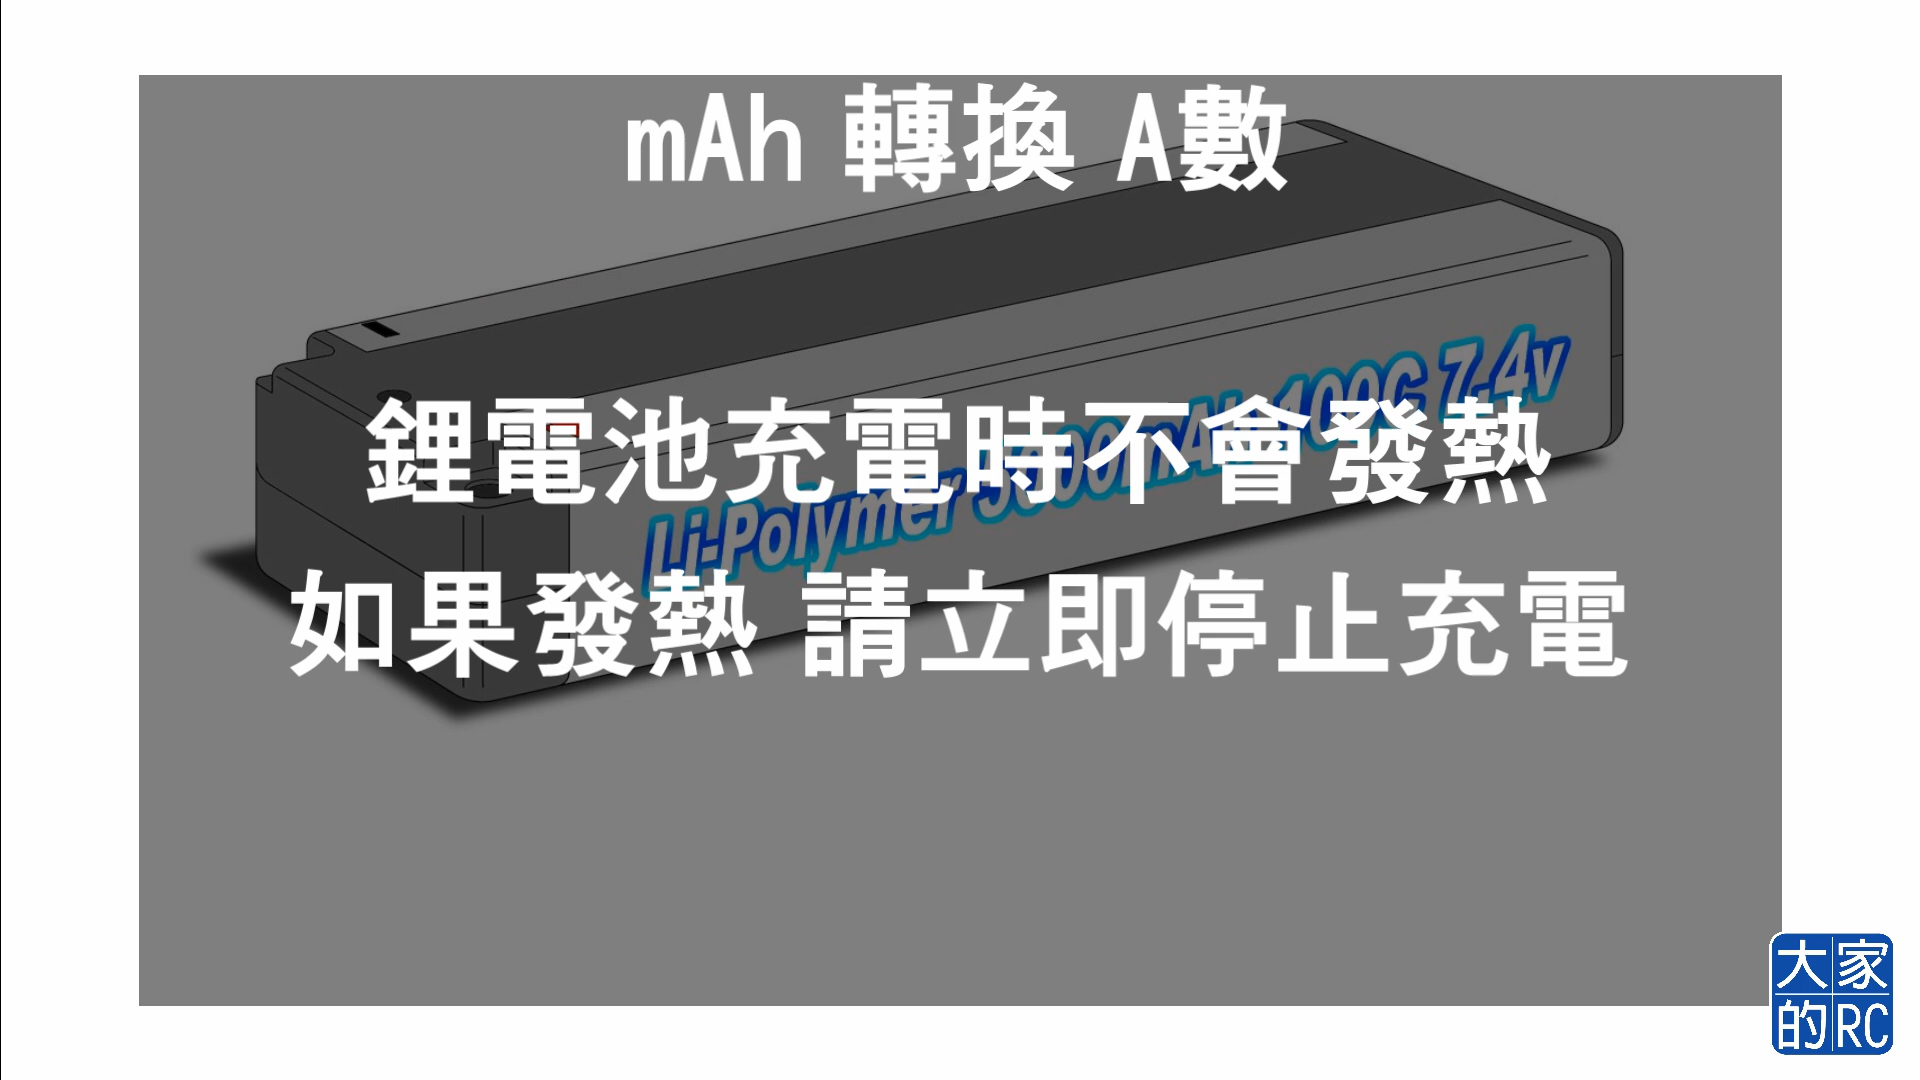 mAh 轉換 A數
鋰電池充電時不會發熱
Li-Polymer 5000mAh 100C 7.4v
如果發熱 請立即停止充電
大家
的RC